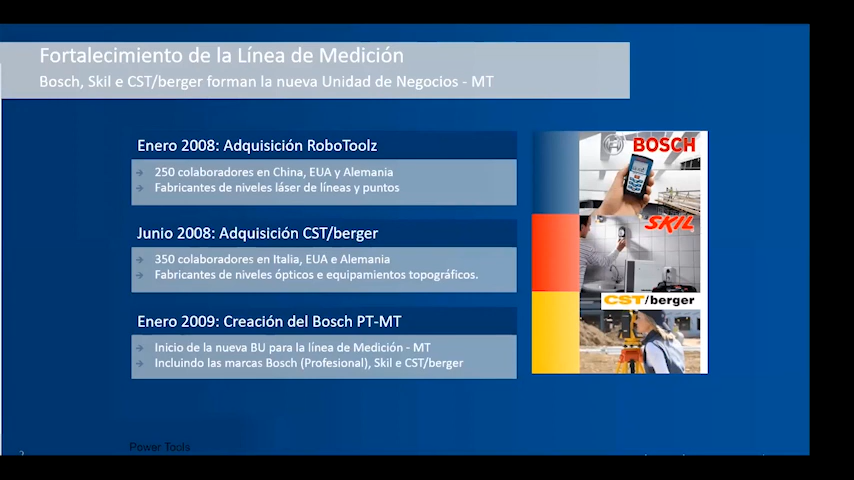 Fortalecimiento de la Línea de Medición
Bosch, Skil e CST/berger forman la nueva Unidad de Negocios - MT
Enero 2008: Adquisición RoboToolz
250 colaboradores en China, EUA y Alemania
Fabricantes de niveles láser de líneas y puntos
Junio 2008: Adquisición CST/berger
350 colaboradores en Italia, EUA e Alemania
Fabricantes de niveles ópticos e equipamientos topográficos.
Enero 2009: Creación del Bosch PT-MT
Inicio de la nueva BU para la línea de Medición - MT
Incluindo las marcas Bosch (Profesional), Skil e CST/berger
BOSCH
SKIL
CST/berger
Power Tools
2